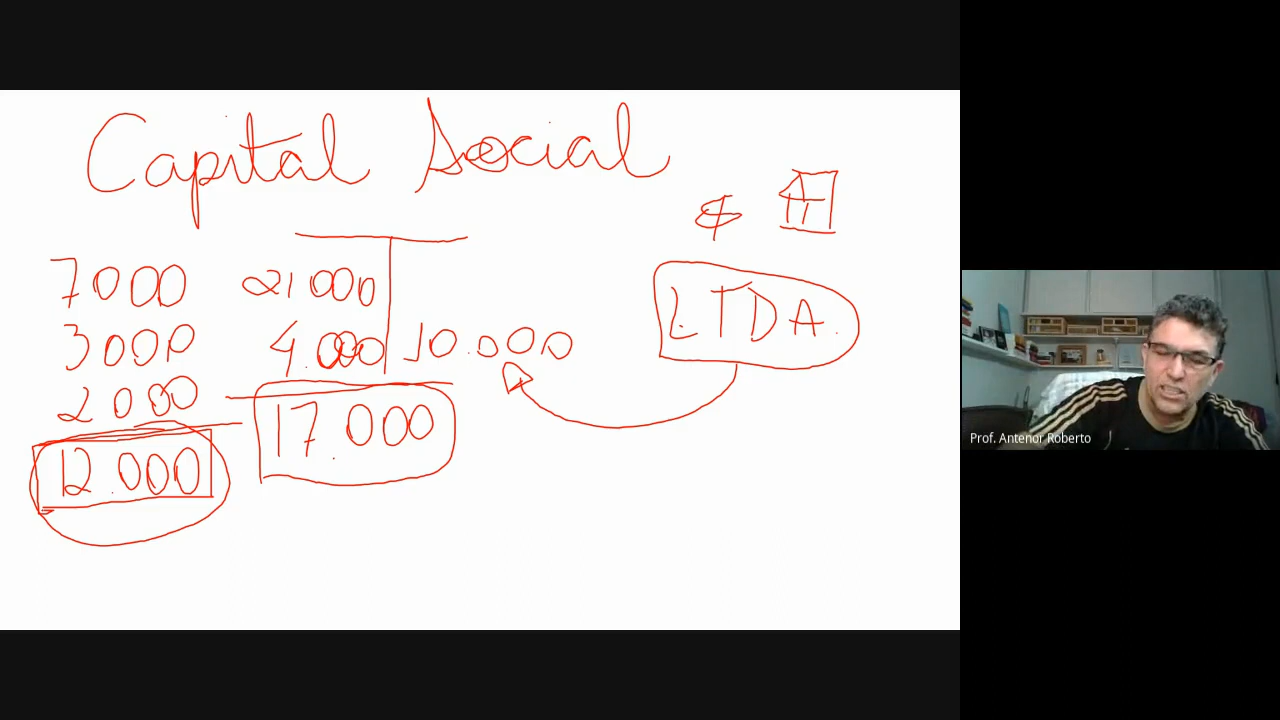 Capital Social
7000 21000
3000 4.000 10.000
2000
17.000
12.000
LTDA.
Prof. Antenor Roberto